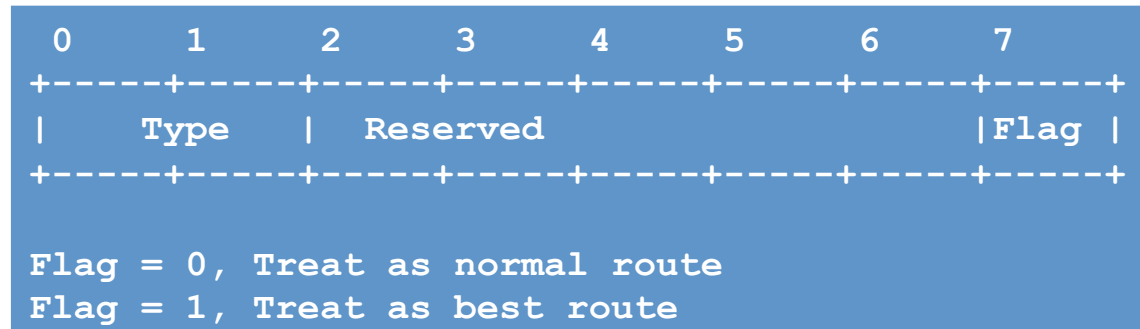 0 1 2 3 4 5 6 7
+-----+-----+-----+-----+-----+-----+-----+-----+
| Type | Reserved |Flag |
+-----+-----+-----+-----+-----+-----+-----+-----+
Flag = 0, Treat as normal route
Flag = 1, Treat as best route